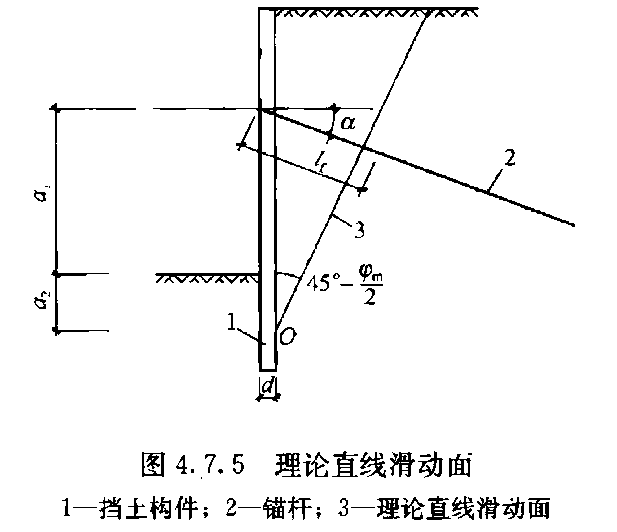 α
l_f
2
a₁
3
45°-φm/2
a₂
1
O
d
图 4.7.5 理论直线滑动面
1—挡土构件；2—锚杆；3—理论直线滑动面